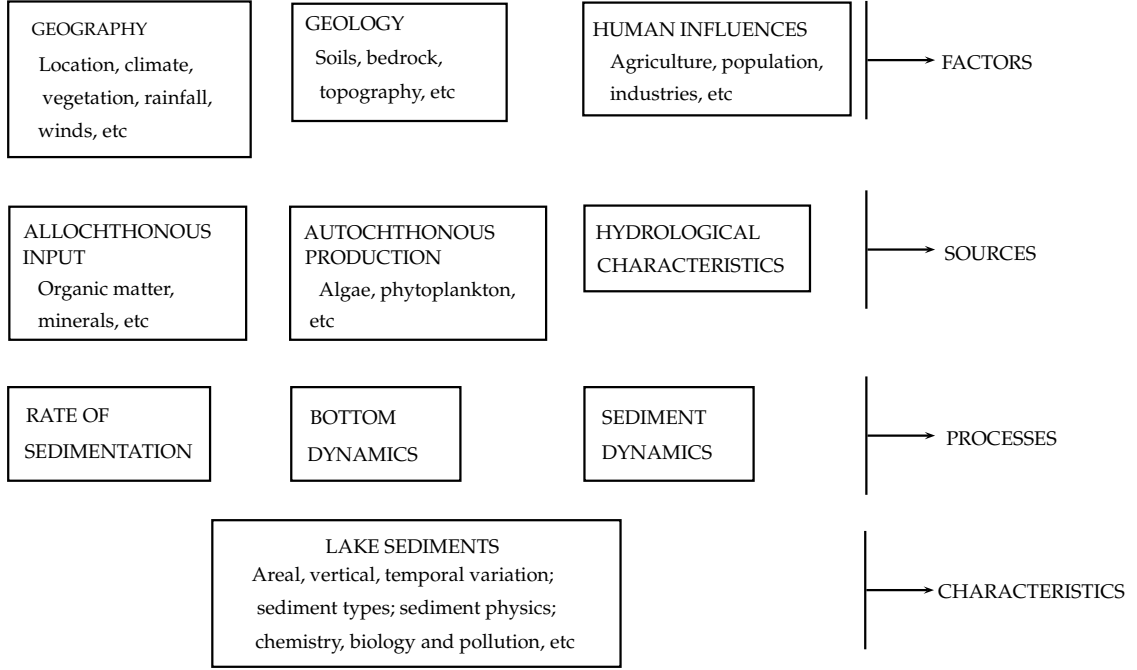 GEOGRAPHY
Location, climate,
vegetation, rainfall,
winds, etc
GEOLOGY
Soils, bedrock,
topography, etc
HUMAN INFLUENCES
Agriculture, population,
industries, etc
FACTORS
ALLOCHTHONOUS
INPUT
Organic matter,
minerals, etc
AUTOCHTHONOUS
PRODUCTION
Algae, phytoplankton,
etc
HYDROLOGICAL
CHARACTERISTICS
SOURCES
RATE OF
SEDIMENTATION
BOTTOM
DYNAMICS
SEDIMENT
DYNAMICS
PROCESSES
LAKE SEDIMENTS
Areal, vertical, temporal variation;
sediment types; sediment physics;
chemistry, biology and pollution, etc
CHARACTERISTICS